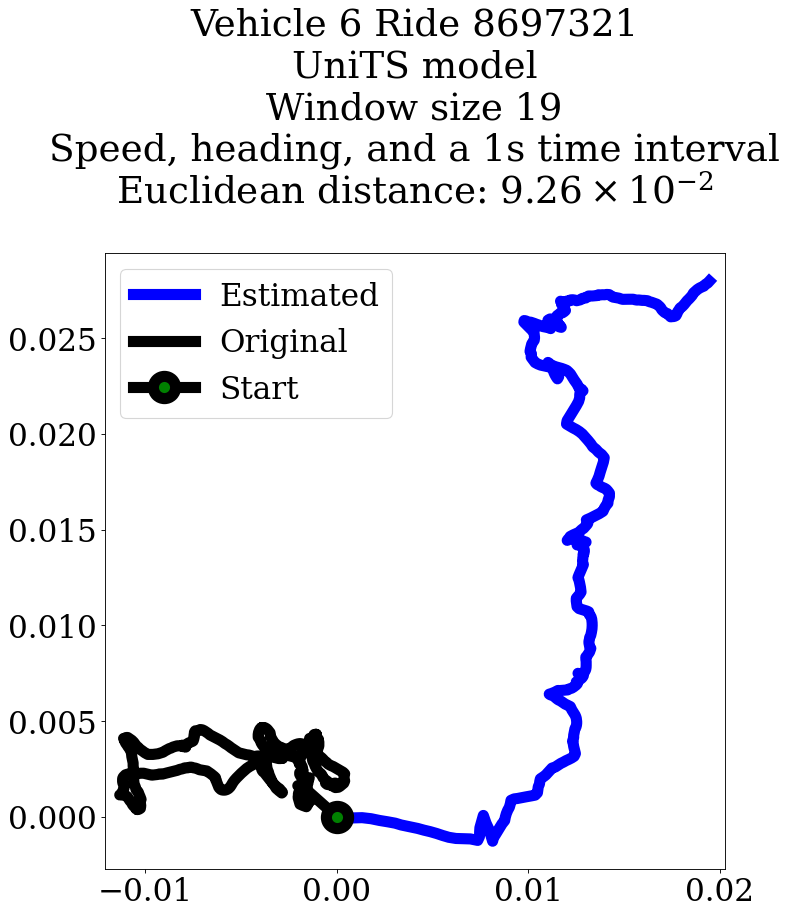 Vehicle 6 Ride 8697321
UniTS model
Window size 19
Speed, heading, and a 1s time interval
Euclidean distance: 9.26 × 10⁻²
Estimated
Original
Start
0.025
0.020
0.015
0.010
0.005
0.000
−0.01 0.00 0.01 0.02